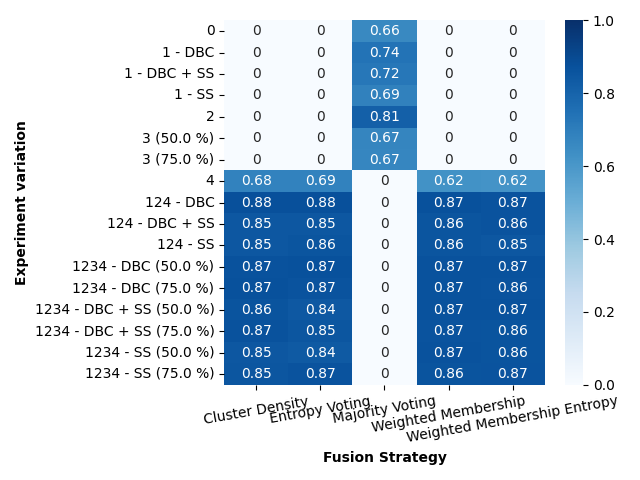 Experiment variation
0 0 0 0.66 0 0
1 - DBC 0 0 0.74 0 0
1 - DBC + SS 0 0 0.72 0 0
1 - SS 0 0 0.69 0 0
2 0 0 0.81 0 0
3 (50.0 %) 0 0 0.67 0 0
3 (75.0 %) 0 0 0.67 0 0
4 0.68 0.69 0 0.62 0.62
124 - DBC 0.88 0.88 0 0.87 0.87
124 - DBC + SS 0.85 0.85 0 0.86 0.86
124 - SS 0.85 0.86 0 0.86 0.85
1234 - DBC (50.0 %) 0.87 0.87 0 0.87 0.87
1234 - DBC (75.0 %) 0.87 0.87 0 0.87 0.86
1234 - DBC + SS (50.0 %) 0.86 0.84 0 0.87 0.87
1234 - DBC + SS (75.0 %) 0.87 0.85 0 0.87 0.86
1234 - SS (50.0 %) 0.85 0.84 0 0.87 0.86
1234 - SS (75.0 %) 0.85 0.87 0 0.86 0.87
Cluster Density
Entropy Voting
Majority Voting
Weighted Membership
Weighted Membership Entropy
Fusion Strategy
1.0
0.8
0.6
0.4
0.2
0.0